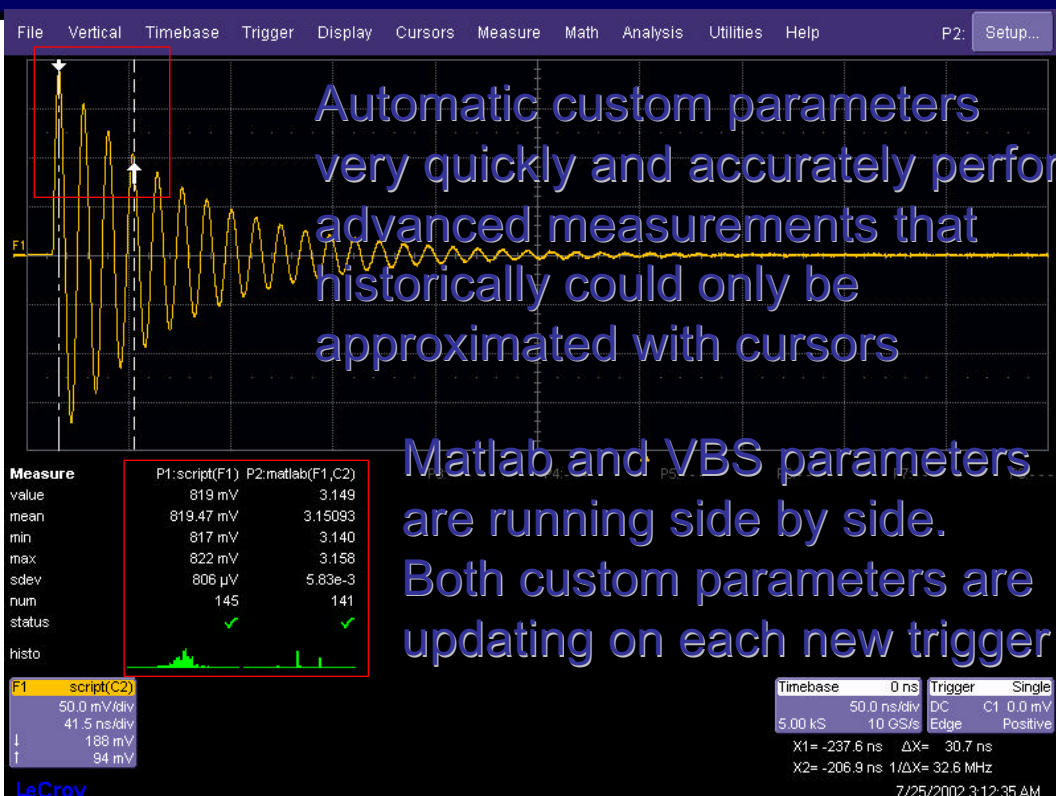 File Vertical Timebase Trigger Display Cursors Measure Math Analysis Utilities Help P2: Setup...
Automatic custom parameters
very quickly and accurately perfor
advanced measurements that
historically could only be
approximated with cursors
F1
Matlab and VBS parameters
are running side by side.
Both custom parameters are
updating on each new trigger
Measure P1:script(F1) P2:matlab(F1,C2)
value 819 mV 3.149
mean 819.47 mV 3.15093
min 817 mV 3.140
max 822 mV 3.158
sdev 806 µV 5.83e-3
num 145 141
status
histo
F1 script(C2)
50.0 mV/div
41.5 ns/div
↓ 188 mV
↑ 94 mV
Timebase 0 ns
50.0 ns/div
5.00 kS 10 GS/s
Trigger Single
DC C1 0.0 mV
Edge Positive
X1= -237.6 ns ΔX= 30.7 ns
X2= -206.9 ns 1/ΔX= 32.6 MHz
LeCroy
7/25/2002 3:12:35 AM